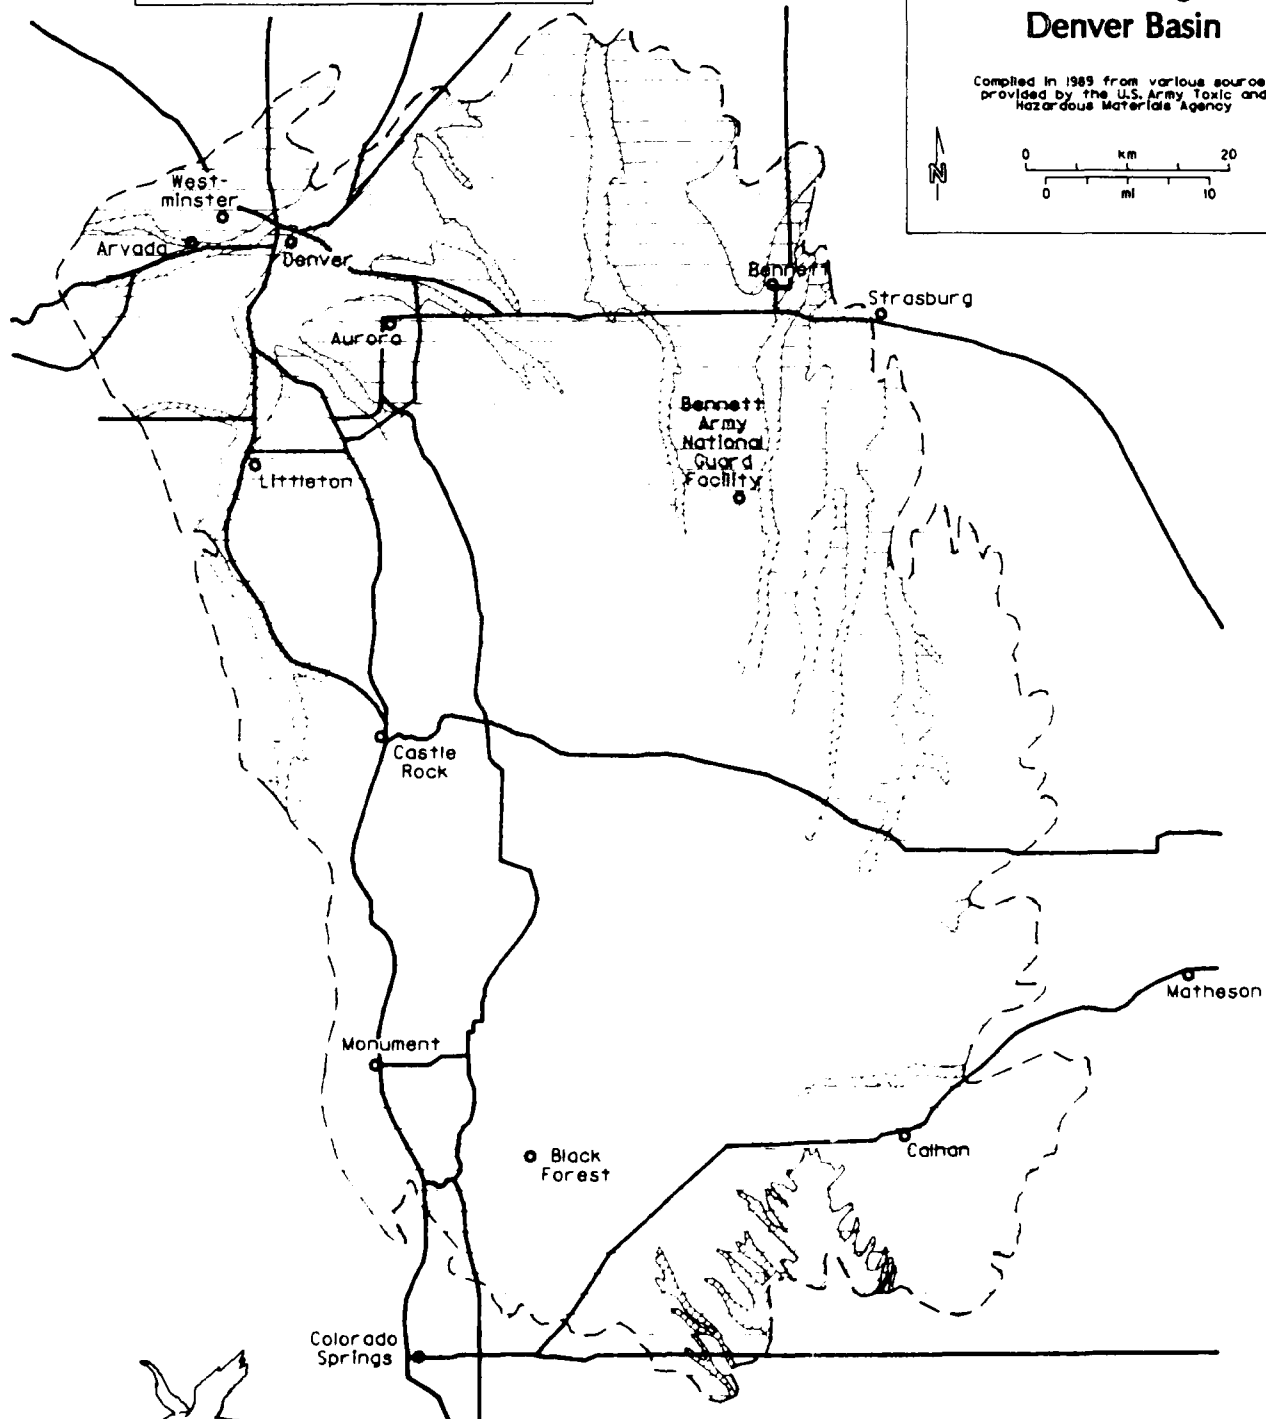 Denver Basin
Compiled in 1989 from various source
provided by the U.S. Army Toxic and
Hazardous Materials Agency
0 km 20
N
0 mi 10
West-
minster
Arvada
Denver
Bennett
Strasburg
Aurora
Bennett
Army
National
Guard
Facility
Littleton
Castle
Rock
Matheson
Monument
Calhan
Black
Forest
Colorado
Springs